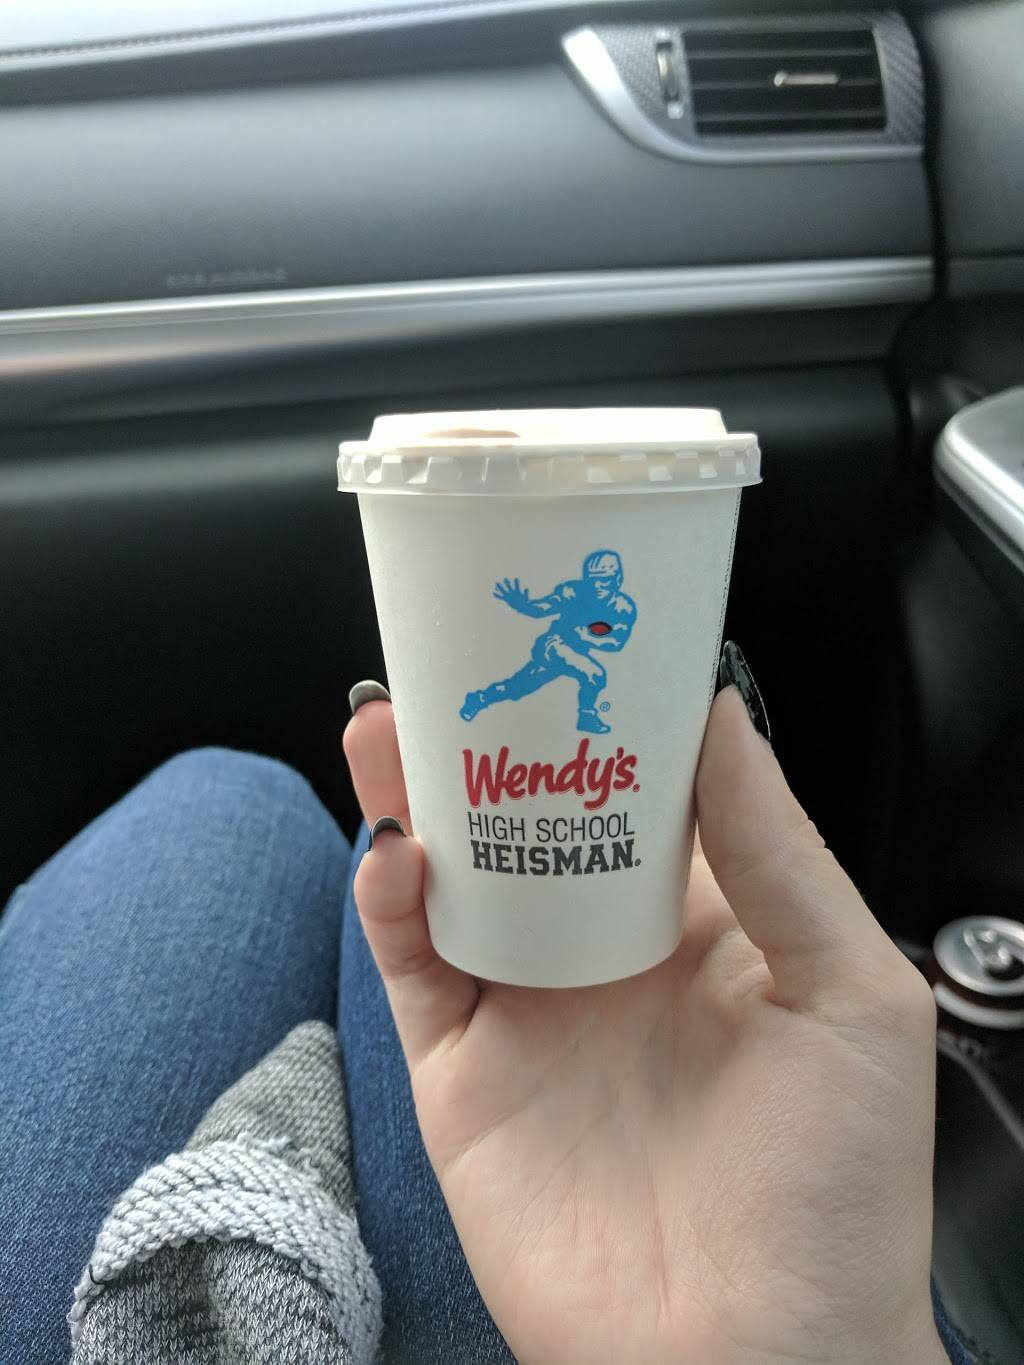 Wendy's.
HIGH SCHOOL
HEISMAN.